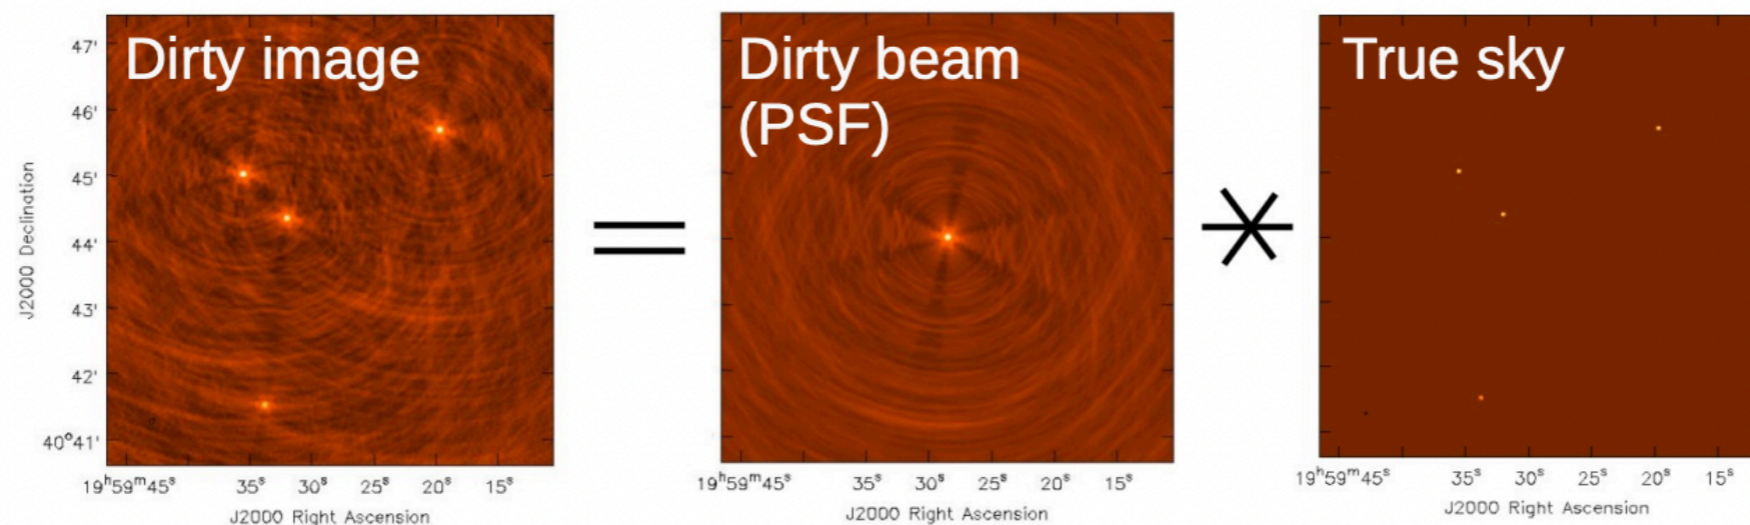 Dirty image
47'
46'
45'
44'
43'
42'
40°41'
J2000 Declination
19ʰ59ᵐ45ˢ 35ˢ 30ˢ 25ˢ 20ˢ 15ˢ
J2000 Right Ascension
=
Dirty beam
(PSF)
19ʰ59ᵐ45ˢ 35ˢ 30ˢ 25ˢ 20ˢ 15ˢ
J2000 Right Ascension
*
True sky
19ʰ59ᵐ45ˢ 35ˢ 30ˢ 25ˢ 20ˢ 15ˢ
J2000 Right Ascension